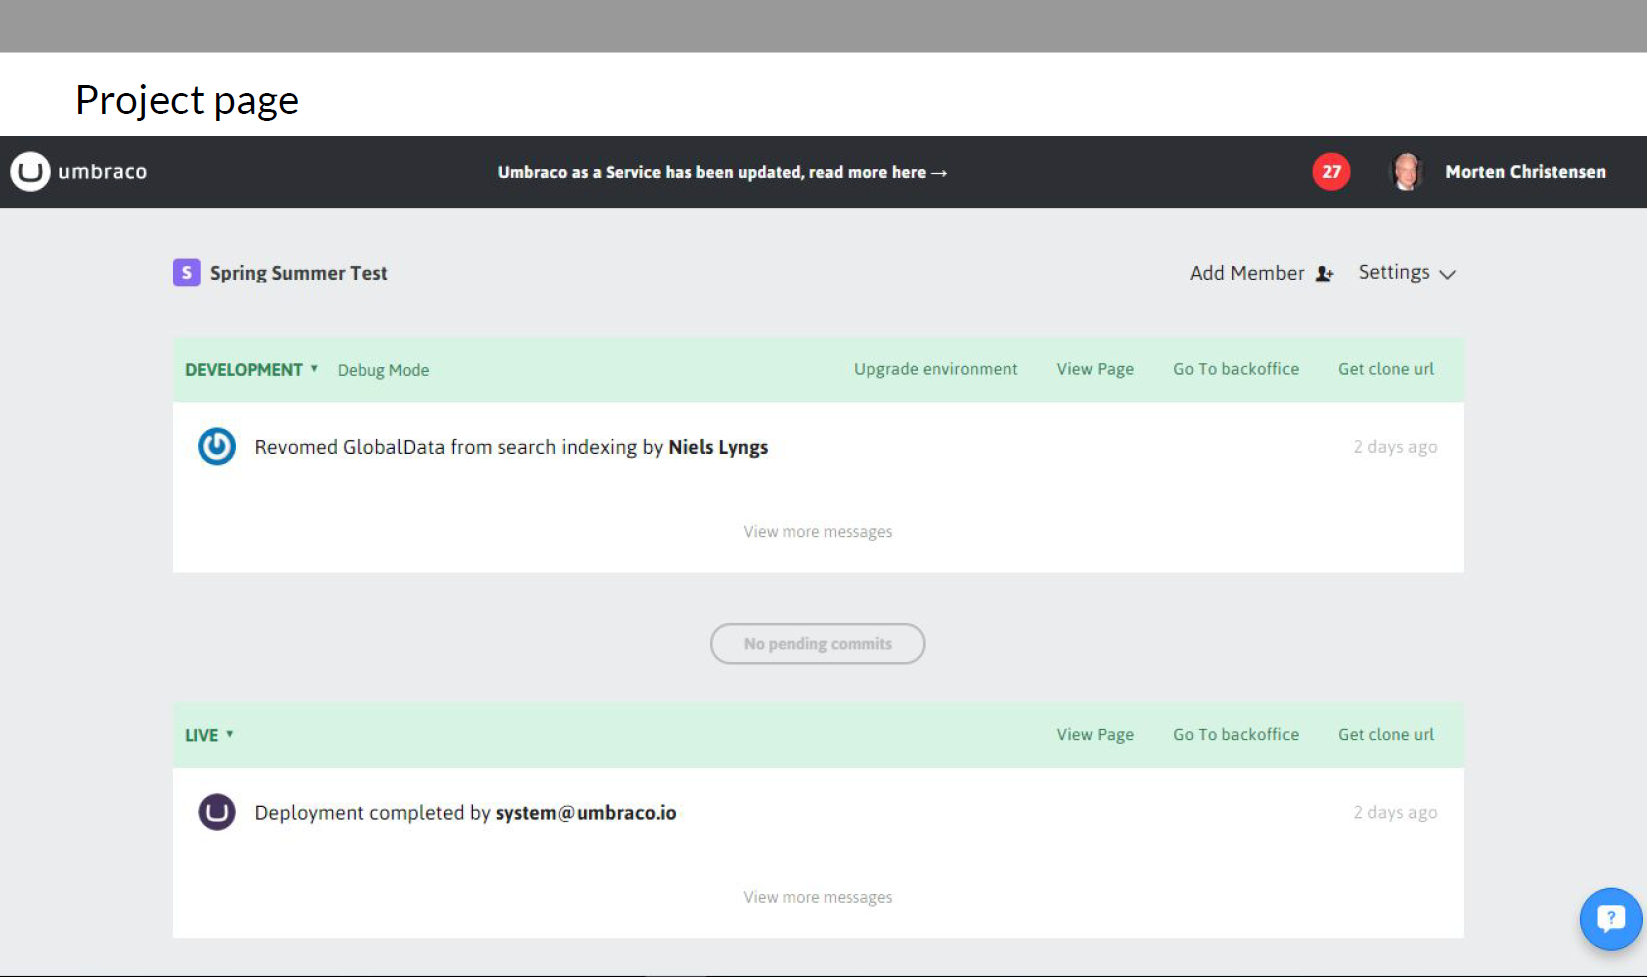 Project page
umbraco
Umbraco as a Service has been updated, read more here →
27
Morten Christensen
S Spring Summer Test
Add Member
Settings
DEVELOPMENT ▼ Debug Mode
Upgrade environment
View Page
Go To backoffice
Get clone url
Revomed GlobalData from search indexing by Niels Lyngs
2 days ago
View more messages
No pending commits
LIVE ▼
View Page
Go To backoffice
Get clone url
Deployment completed by system@umbraco.io
2 days ago
View more messages
?